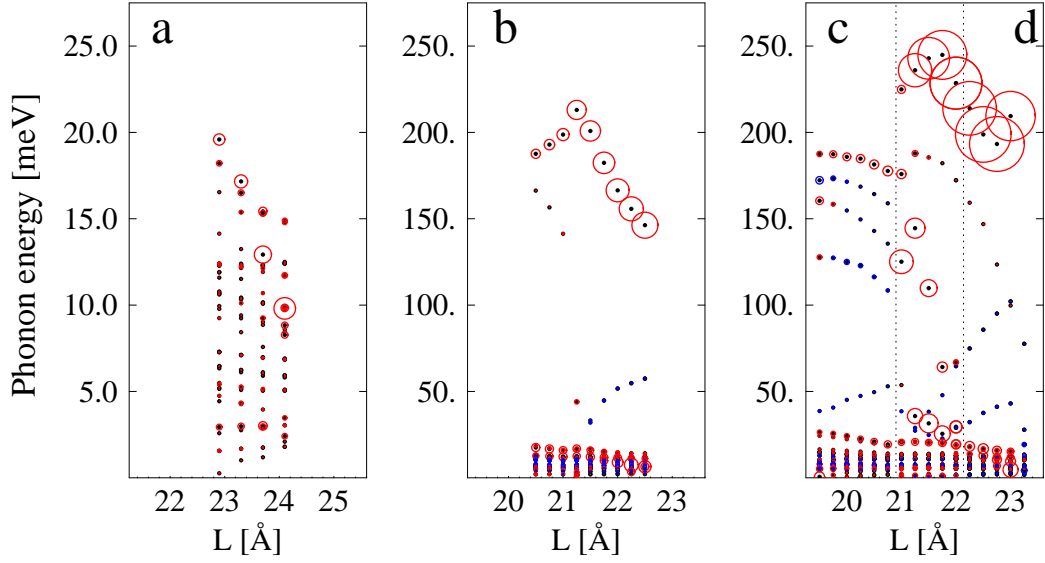 a b c d
25.0 250. 250.
20.0 200. 200.
15.0 150. 150.
10.0 100. 100.
5.0 50. 50.
Phonon energy [meV]
22 23 24 25 20 21 22 23 20 21 22 23
L [Å] L [Å] L [Å]